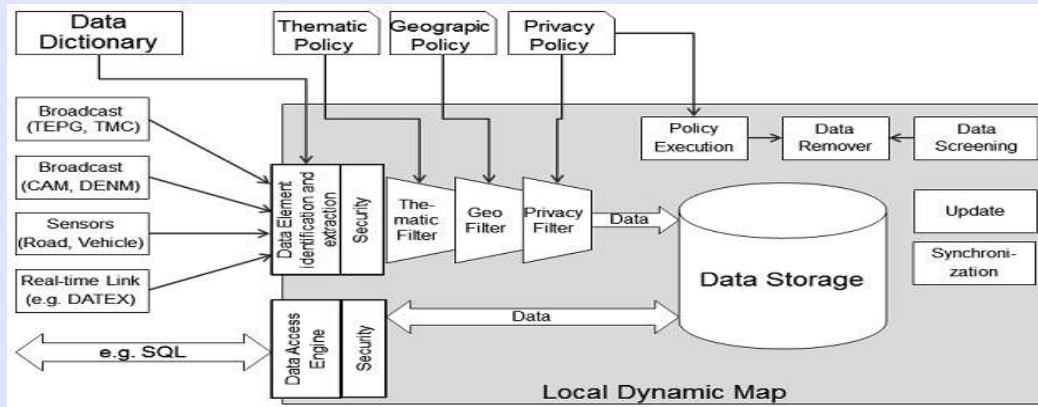 Data
Dictionary
Thematic
Policy
Geograpic
Policy
Privacy
Policy
Broadcast
(TEPG, TMC)
Broadcast
(CAM, DENM)
Sensors
(Road, Vehicle)
Real-time Link
(e.g. DATEX)
e.g. SQL
Data Element
identification and
extraction
Security
The-
matic
Filter
Geo
Filter
Privacy
Filter
Data
Policy
Execution
Data
Remover
Data
Screening
Data Storage
Update
Synchroni-
zation
Data Access
Engine
Security
Data
Local Dynamic Map